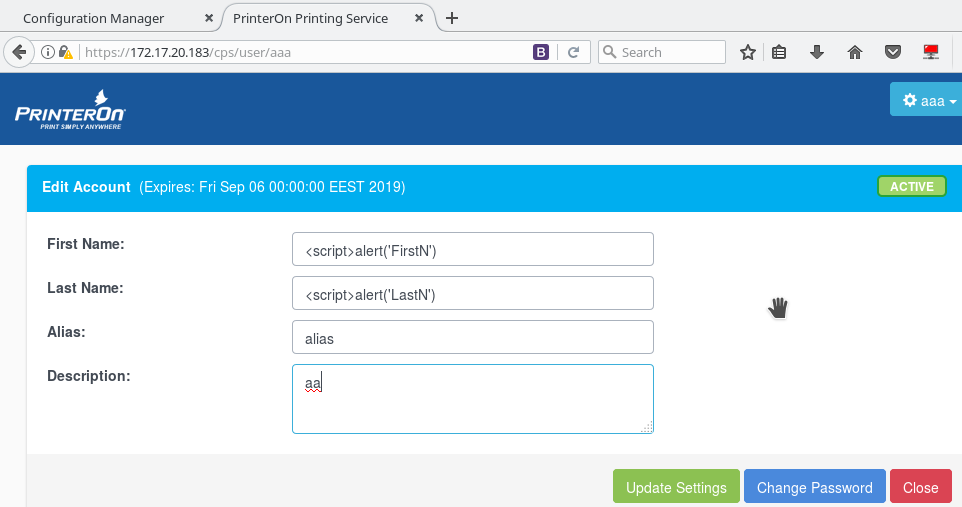 Configuration Manager × PrinterOn Printing Service × +
https://172.17.20.183/cps/user/aaa B Search
PRINTERON
PRINT SIMPLY ANYWHERE
aaa
Edit Account (Expires: Fri Sep 06 00:00:00 EEST 2019) ACTIVE
First Name: <script>alert('FirstN')
Last Name: <script>alert('LastN')
Alias: alias
Description: aa
Update Settings Change Password Close